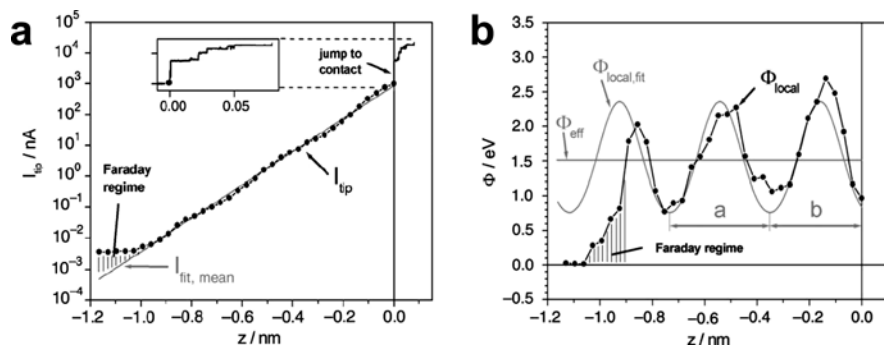 a
I_tip / nA
10^5
10^4
10^3
10^2
10^1
10^0
10^-1
10^-2
10^-3
10^-4
0.00
0.05
jump to
contact
Faraday
regime
I_tip
I_fit, mean
-1.2
-1.0
-0.8
-0.6
-0.4
-0.2
0.0
z / nm
b
Φ / eV
3.5
3.0
2.5
2.0
1.5
1.0
0.5
0.0
-0.5
Φ_local,fit
Φ_local
Φ_eff
a
b
Faraday regime
-1.2
-1.0
-0.8
-0.6
-0.4
-0.2
0.0
z / nm